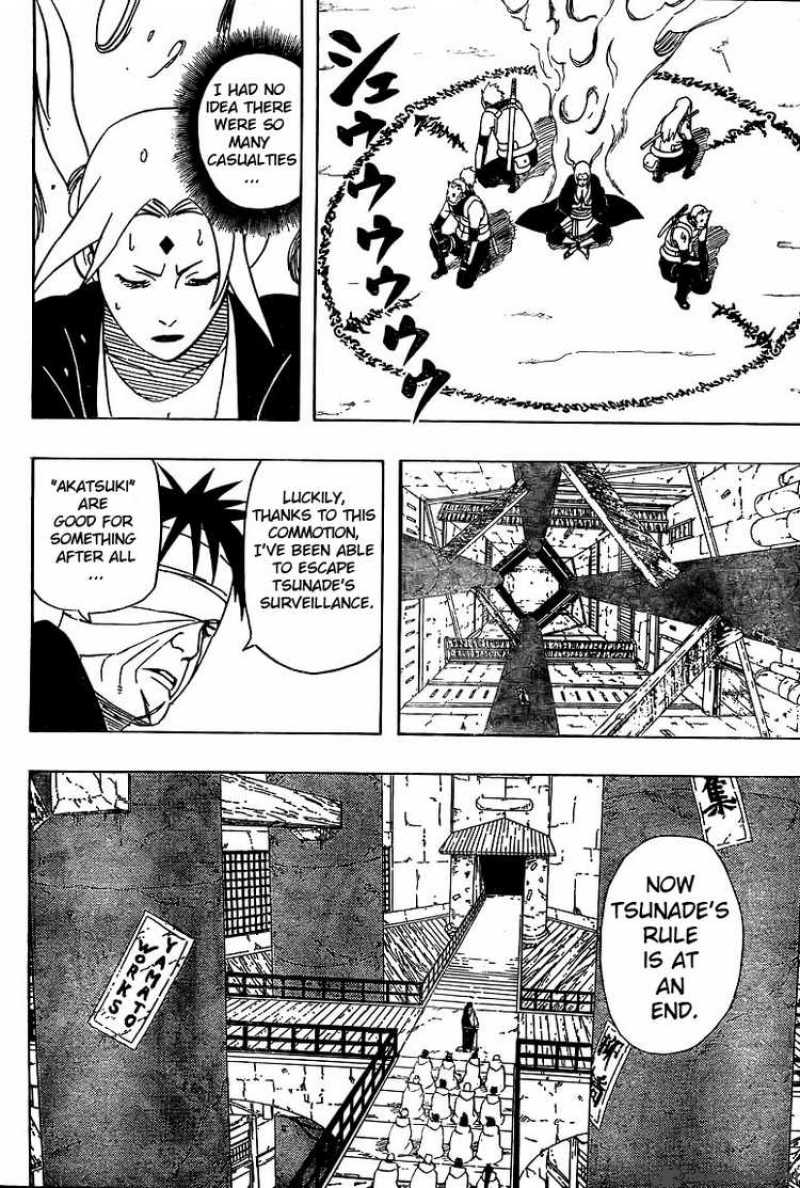 I HAD NO
IDEA THERE
WERE SO
MANY
CASUALTIES
...
シュウウウウウウ
LUCKILY,
THANKS TO THIS
COMMOTION,
I'VE BEEN ABLE
TO ESCAPE
TSUNADE'S
SURVEILLANCE.
"AKATSUKI"
ARE
GOOD FOR
SOMETHING
AFTER ALL
...
集
NOW
TSUNADE'S
RULE
IS AT
AN
END.
YAMATO
WORKS